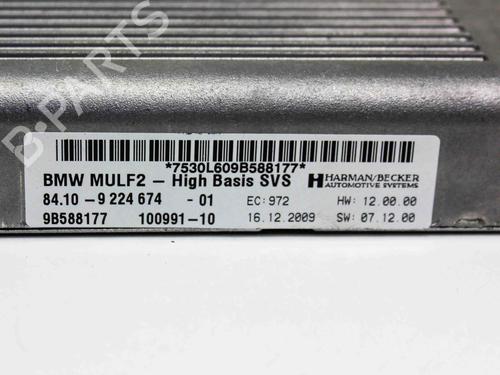 B-PARTS
*7530L609B588177*
BMW MULF2 – High Basis SVS HARMAN/BECKER
AUTOMOTIVE SYSTEMS
84.10 – 9 224 674 – 01 EC: 972 HW: 12.00.00
9B588177 100991–10 16.12.2009 SW: 07.12.00